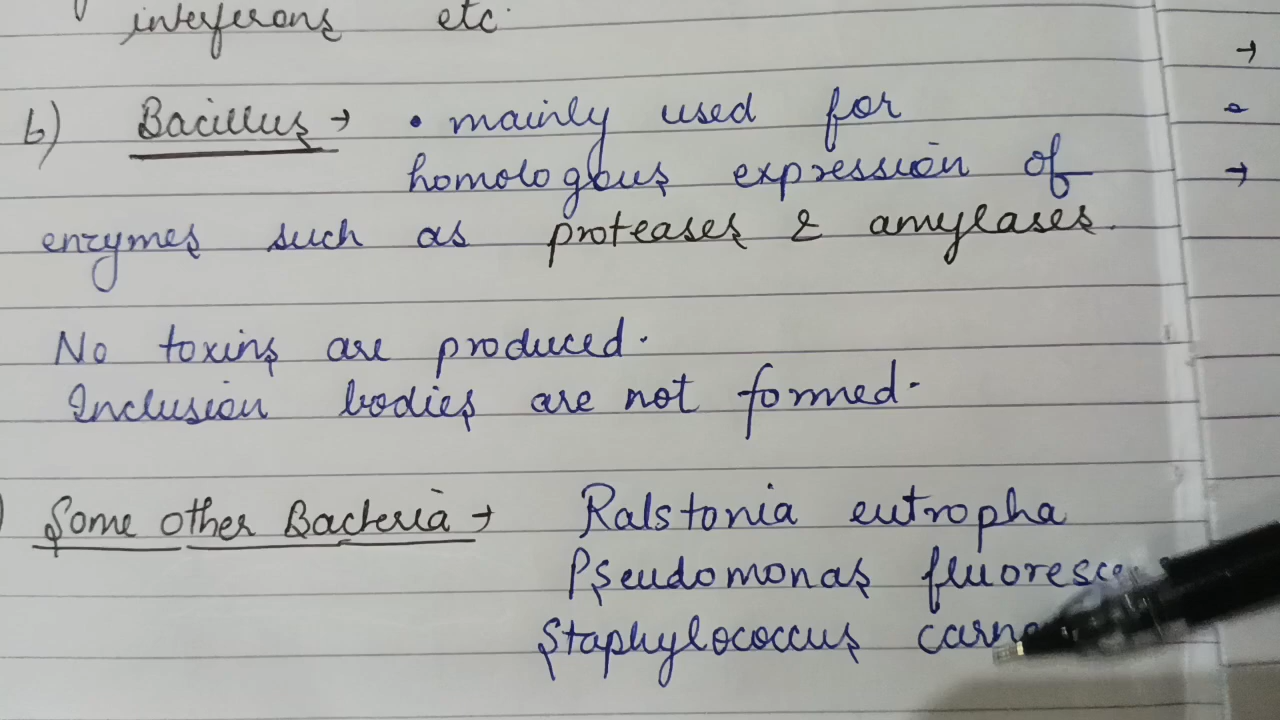 interferons etc.
b) Bacillus → • mainly used for
homologous expression of
enzymes such as proteases & amylases.
No toxins are produced.
Inclusion bodies are not formed.
) Some other Bacteria → Ralstonia eutropha
Pseudomonas
Staphylococcus